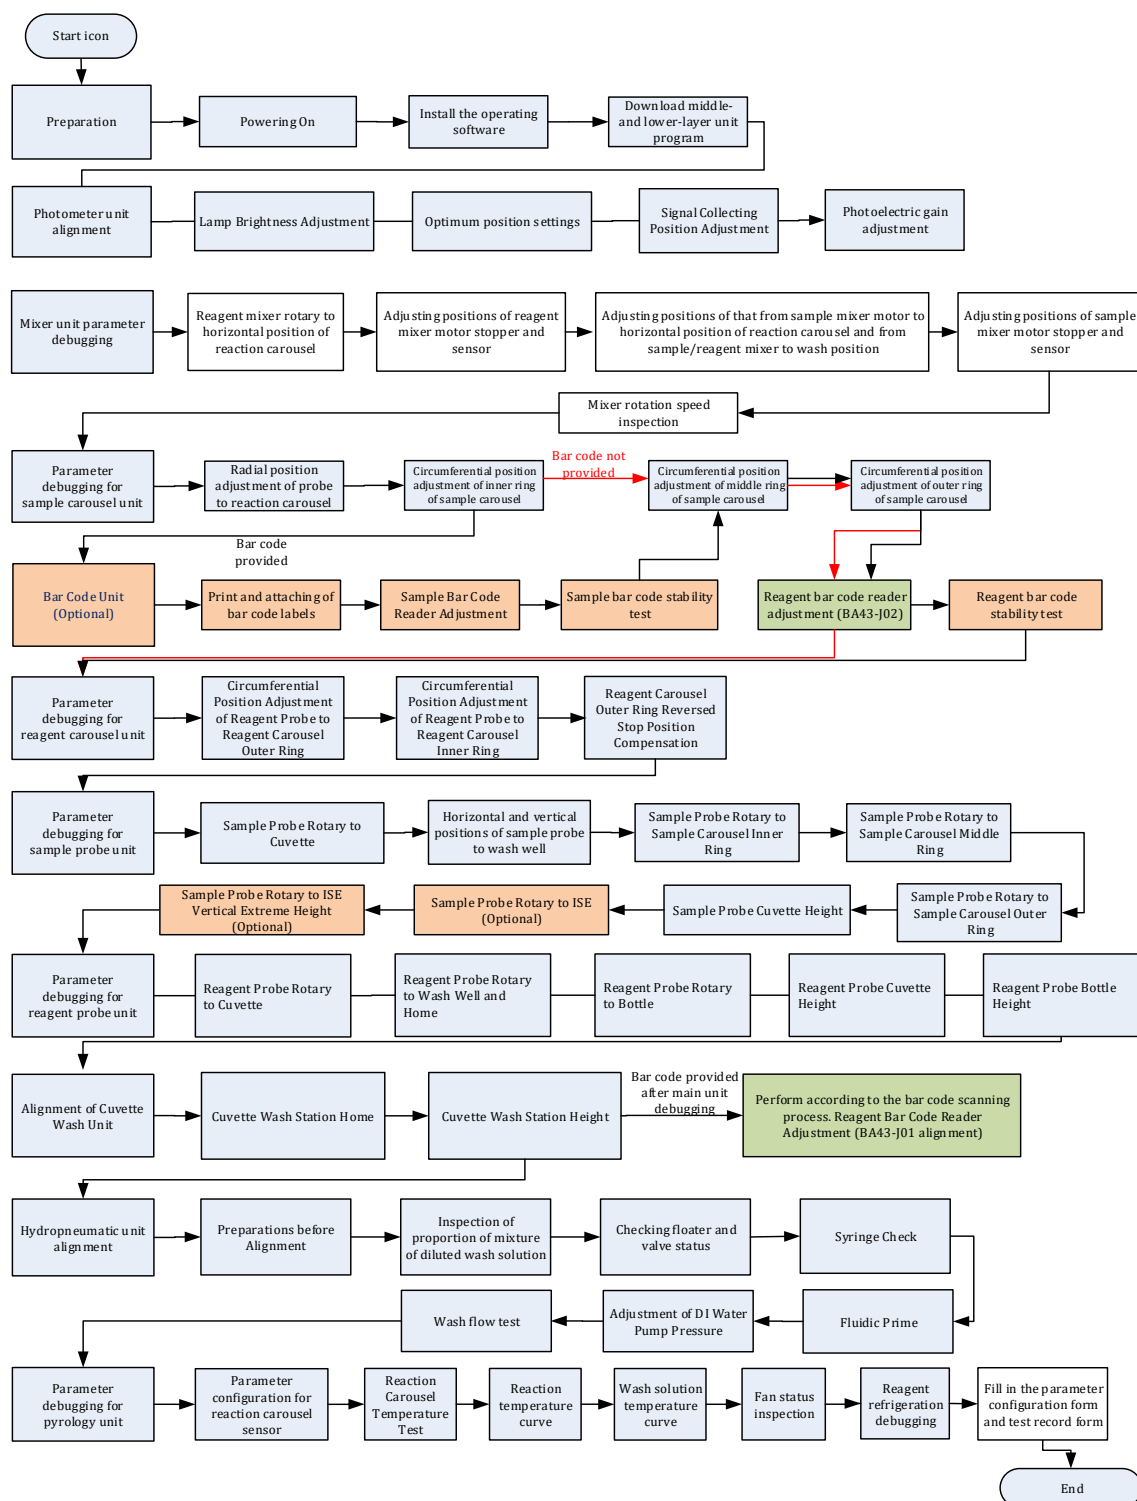 Start icon
Preparation
Powering On
Install the operating
software
Download middle-
and lower-layer unit
program
Photometer unit
alignment
Lamp Brightness Adjustment
Optimum position settings
Signal Collecting
Position Adjustment
Photoelectric gain
adjustment
Mixer unit parameter
debugging
Reagent mixer rotary to
horizontal position of
reaction carousel
Adjusting positions of reagent
mixer motor stopper and
sensor
Adjusting positions of that from sample mixer motor to
horizontal position of reaction carousel and from
sample/reagent mixer to wash position
Adjusting positions of sample
mixer motor stopper and
sensor
Mixer rotation speed
inspection
Parameter
debugging for
sample carousel unit
Radial position
adjustment of probe
to reaction carousel
Circumferential position
adjustment of inner ring
of sample carousel
Bar code not
provided
Circumferential position
adjustment of middle ring
of sample carousel
Circumferential position
adjustment of outer ring
of sample carousel
Bar code
provided
Bar Code Unit
(Optional)
Print and attaching of
bar code labels
Sample Bar Code
Reader Adjustment
Sample bar code stability
test
Reagent bar code reader
adjustment (BA43-J02)
Reagent bar code
stability test
Parameter
debugging for
reagent carousel unit
Circumferential
Position Adjustment
of Reagent Probe to
Reagent Carousel
Outer Ring
Circumferential
Position Adjustment
of Reagent Probe to
Reagent Carousel
Inner Ring
Reagent Carousel
Outer Ring Reversed
Stop Position
Compensation
Parameter
debugging for
sample probe unit
Sample Probe Rotary to
Cuvette
Horizontal and vertical
positions of sample probe
to wash well
Sample Probe Rotary to
Sample Carousel Inner
Ring
Sample Probe Rotary to
Sample Carousel Middle
Ring
Sample Probe Rotary to ISE
Vertical Extreme Height
(Optional)
Sample Probe Rotary to ISE
(Optional)
Sample Probe Cuvette Height
Sample Probe Rotary to
Sample Carousel Outer
Ring
Parameter
debugging for
reagent probe unit
Reagent Probe Rotary
to Cuvette
Reagent Probe Rotary
to Wash Well and
Home
Reagent Probe Rotary
to Bottle
Reagent Probe Cuvette
Height
Reagent Probe Bottle
Height
Alignment of Cuvette
Wash Unit
Cuvette Wash Station Home
Cuvette Wash Station Height
Bar code provided
after main unit
debugging
Perform according to the bar code scanning
process. Reagent Bar Code Reader
Adjustment (BA43-J01 alignment)
Hydropneumatic unit
alignment
Preparations before
Alignment
Inspection of
proportion of mixture
of diluted wash solution
Checking floater and
valve status
Syringe Check
Wash flow test
Adjustment of DI Water
Pump Pressure
Fluidic Prime
Parameter
debugging for
pyrology unit
Parameter
configuration for
reaction carousel
sensor
Reaction
Carousel
Temperature
Test
Reaction
temperature
curve
Wash solution
temperature
curve
Fan status
inspection
Reagent
refrigeration
debugging
Fill in the parameter
configuration form
and test record form
End